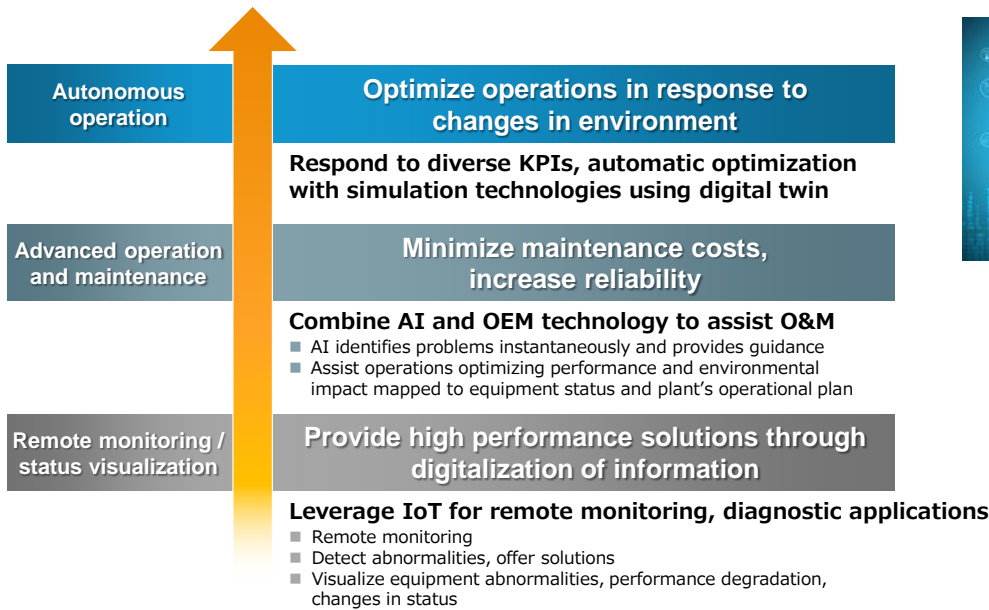 Autonomous
operation
Optimize operations in response to
changes in environment
Respond to diverse KPIs, automatic optimization
with simulation technologies using digital twin
Advanced operation
and maintenance
Minimize maintenance costs,
increase reliability
Combine AI and OEM technology to assist O&M
AI identifies problems instantaneously and provides guidance
Assist operations optimizing performance and environmental
impact mapped to equipment status and plant’s operational plan
Remote monitoring /
status visualization
Provide high performance solutions through
digitalization of information
Leverage IoT for remote monitoring, diagnostic applications
Remote monitoring
Detect abnormalities, offer solutions
Visualize equipment abnormalities, performance degradation,
changes in status